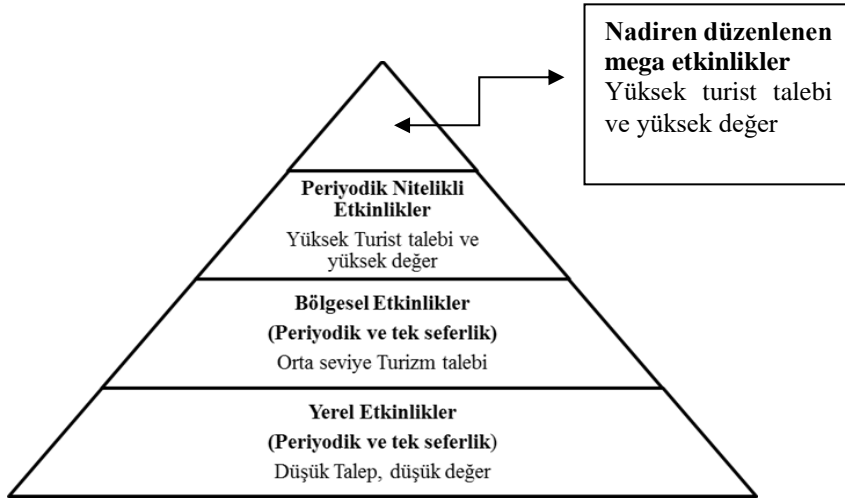 Nadiren düzenlenen
mega etkinlikler
Yüksek turist talebi
ve yüksek değer
Periyodik Nitelikli
Etkinlikler
Yüksek Turist talebi ve
yüksek değer
Bölgesel Etkinlikler
(Periyodik ve tek seferlik)
Orta seviye Turizm talebi
Yerel Etkinlikler
(Periyodik ve tek seferlik)
Düşük Talep, düşük değer